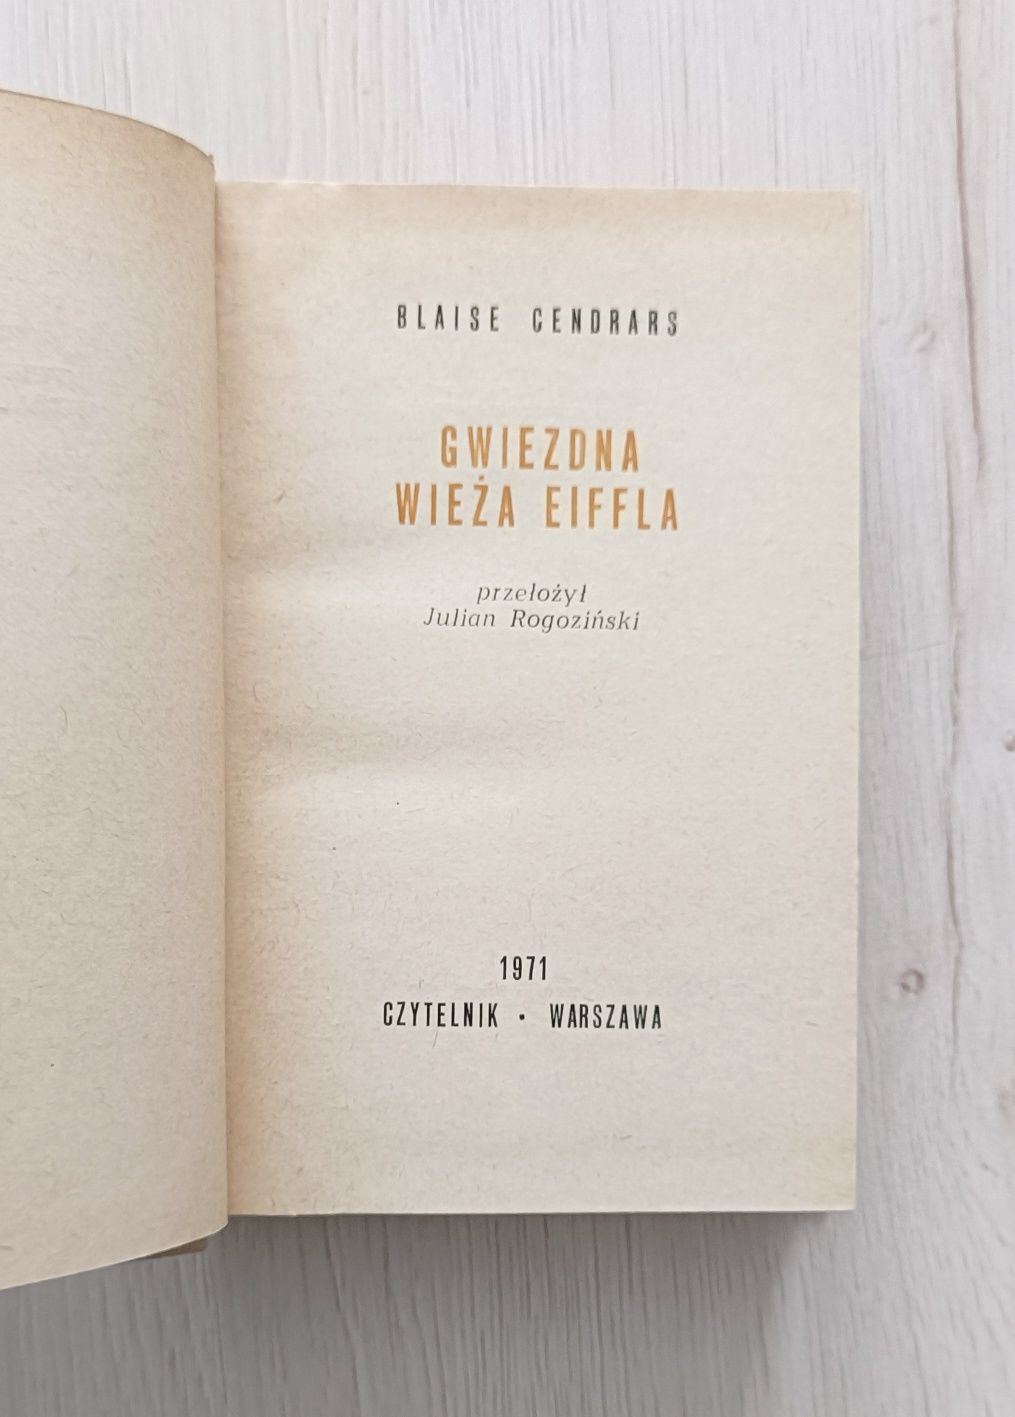 BLAISE CENDRARS
GWIEZDNA
WIEŻA EIFFLA
przełożył
Julian Rogoziński
1971
CZYTELNIK • WARSZAWA